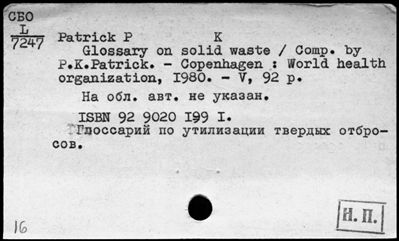 СБО
L
7247
Patrick P K
Glossary on solid waste / Comp. by
P.K.Patrick. - Copenhagen : World health
organization, 1980. - V, 92 p.
На обл. авт. не указан.
ISBN 92 9020 199 I.
Глоссарий по утилизации твердых отбро-
сов.
16
Н. П.